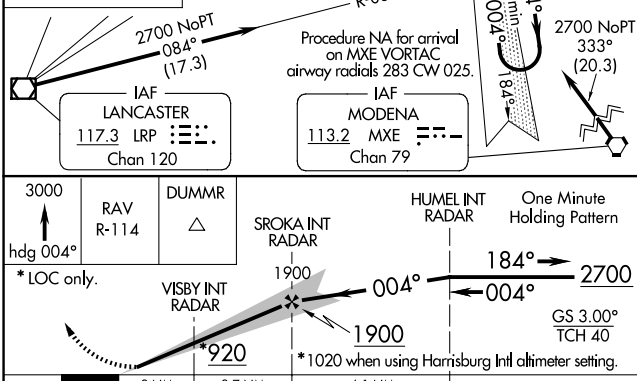 2700 NoPT
084°
(17.3)
Procedure NA for arrival
on MXE VORTAC
airway radials 283 CW 025.
004°
min
184°
2700 NoPT
333°
(20.3)
IAF
LANCASTER
117.3 LRP
Chan 120
IAF
MODENA
113.2 MXE
Chan 79
3000
hdg 004°
RAV
R-114
DUMMR
* LOC only.
VISBY INT
RADAR
SROKA INT
RADAR
HUMEL INT
RADAR
One Minute
Holding Pattern
1900
004°
184°
004°
2700
GS 3.00°
TCH 40
1900
*920
*1020 when using Harrisburg Intl altimeter setting.